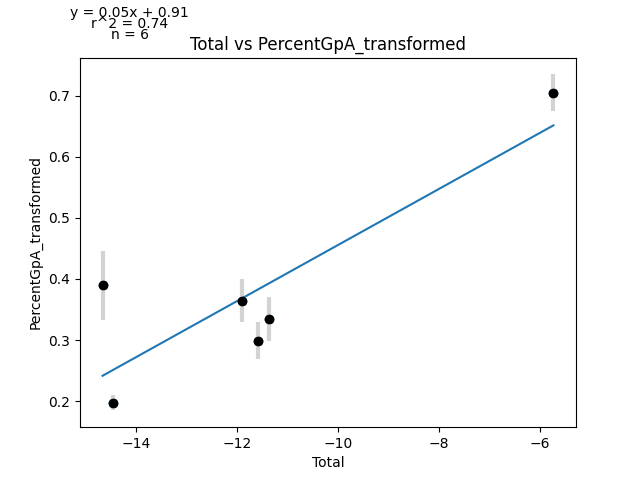 y = 0.05x + 0.91
r^2 = 0.74
n = 6
Total vs PercentGpA_transformed
0.7
0.6
0.5
0.4
0.3
0.2
PercentGpA_transformed
−14
−12
−10
−8
−6
Total